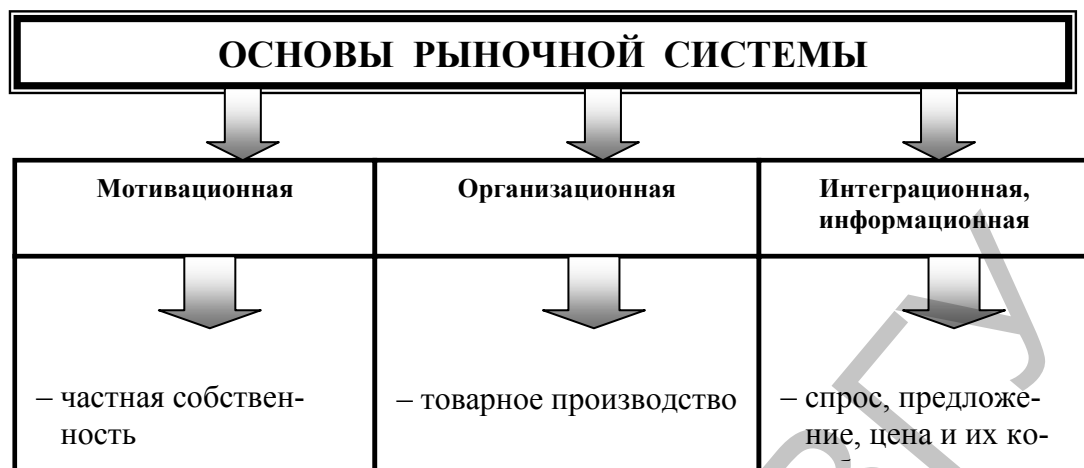 ОСНОВЫ РЫНОЧНОЙ СИСТЕМЫ
Мотивационная
Организационная
Интеграционная,
информационная
– частная собствен-
ность
– товарное производство
– спрос, предложе-
ние, цена и их ко-